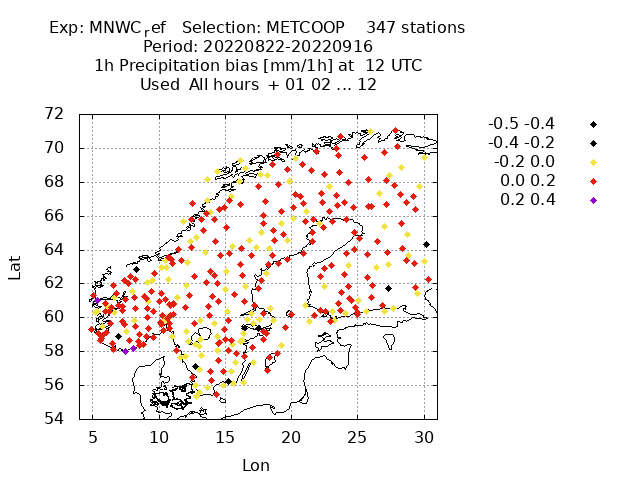 Exp: MNWC_ref   Selection: METCOOP    347 stations
Period: 20220822-20220916
1h Precipitation bias [mm/1h] at  12 UTC
Used  All hours  + 01 02 ... 12
-0.5 -0.4
-0.4 -0.2
-0.2 0.0
0.0 0.2
0.2 0.4
72
70
68
66
64
62
60
58
56
54
Lat
5 10 15 20 25 30
Lon